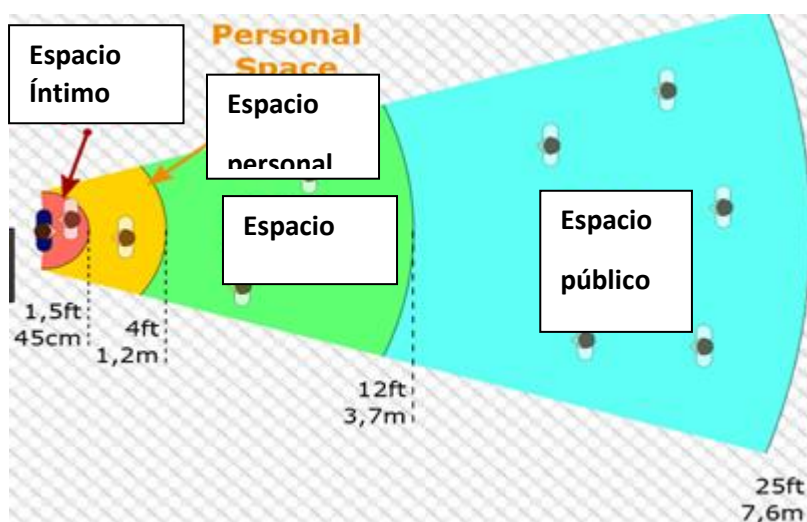 Espacio
Íntimo
Personal
Space
Espacio
personal
Espacio
Espacio
público
1,5ft
45cm
4ft
1,2m
12ft
3,7m
25ft
7,6m